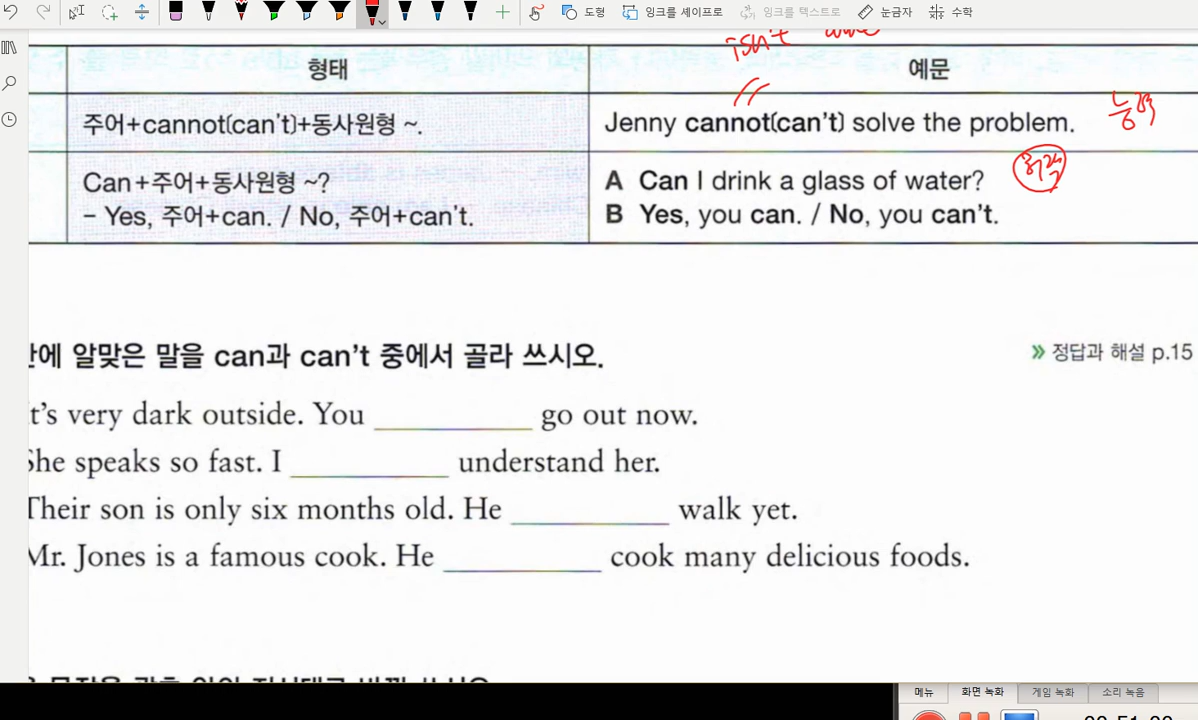 도형 잉크를 셰이프로 잉크를 텍스트로 눈금자 수학
isn't
형태 예문
주어+cannot(can't)+동사원형 ~. Jenny cannot(can't) solve the problem. 능력
Can+주어+동사원형 ~? A Can I drink a glass of water? 허락
– Yes, 주어+can. / No, 주어+can't. B Yes, you can. / No, you can't.
알맞은 말을 can과 can't 중에서 골라 쓰시오.
» 정답과 해설 p.15
It's very dark outside. You __________ go out now.
She speaks so fast. I __________ understand her.
Their son is only six months old. He __________ walk yet.
Mr. Jones is a famous cook. He __________ cook many delicious foods.
메뉴 화면 녹화 게임 녹화 소리 녹음